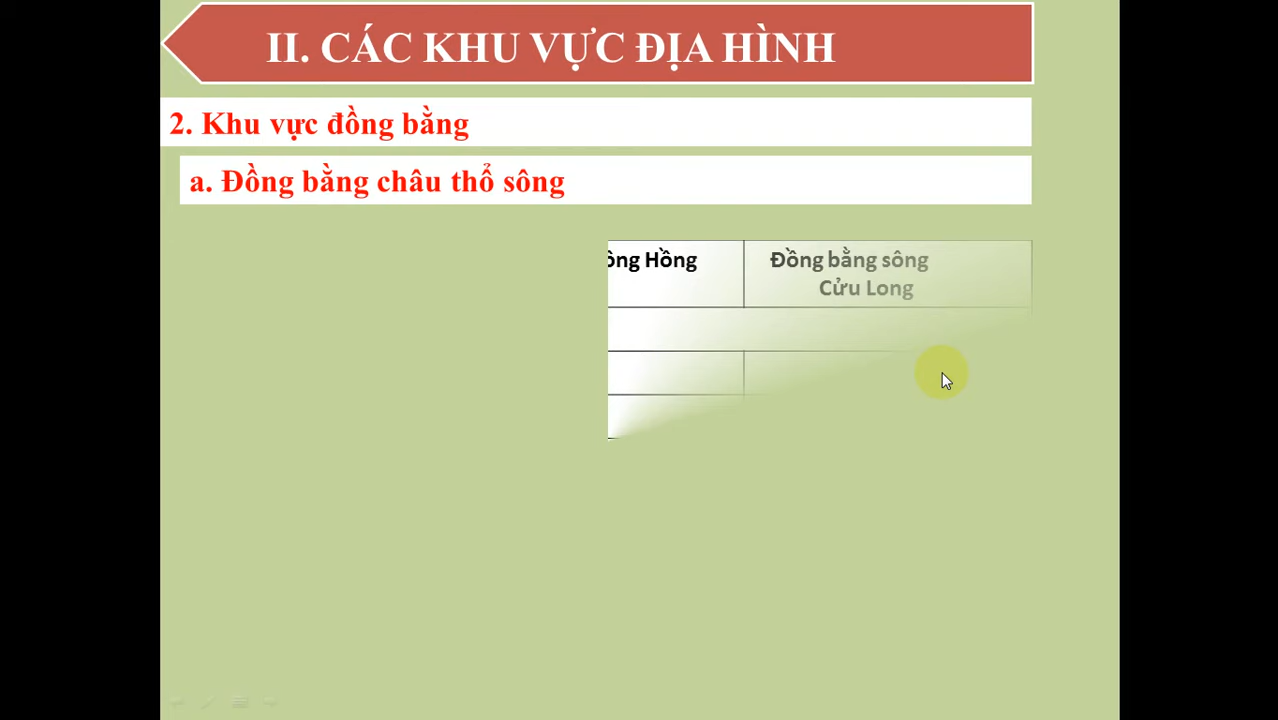 II. CÁC KHU VỰC ĐỊA HÌNH
2. Khu vực đồng bằng
a. Đồng bằng châu thổ sông
ông Hồng
Đồng bằng sông
Cửu Long